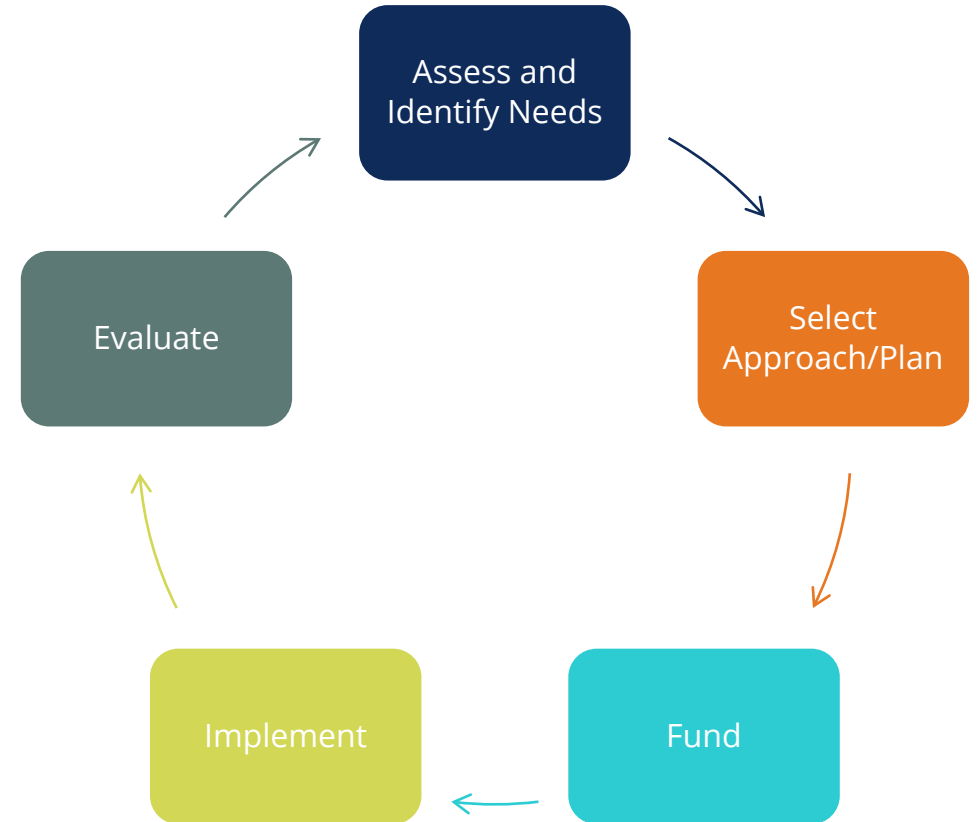 Assess and
Identify Needs
Select
Approach/Plan
Fund
Implement
Evaluate